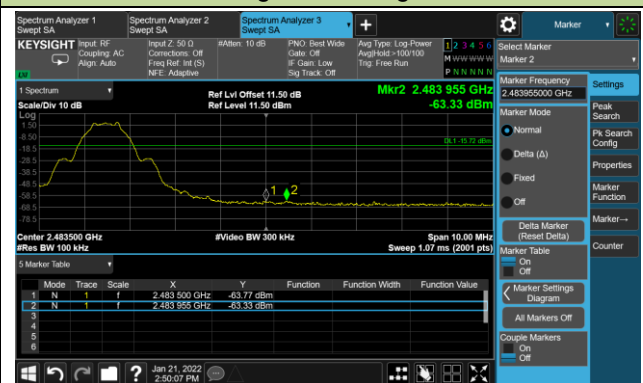 Spectrum Analyzer 1
Swept SA
Spectrum Analyzer 2
Swept SA
Spectrum Analyzer 3
Swept SA
+
Marker
KEYSIGHT
Input: RF
Coupling: AC
Align: Auto
Input Z: 50 Ω
Corrections: Off
Freq Ref: Int (S)
NFE: Adaptive
#Atten: 10 dB
PNO: Best Wide
Gate: Off
IF Gain: Low
Sig Track: Off
Avg Type: Log-Power
Avg|Hold:>100/100
Trig: Free Run
1 2 3 4 5 6
M W W W W W
P N N N N N
Select Marker
Marker 2
1 Spectrum
Scale/Div 10 dB
Ref Lvl Offset 11.50 dB
Ref Level 11.50 dBm
Mkr2 2.483 955 GHz
-63.33 dBm
Log
1.50
-8.50
-18.5
-28.5
-38.5
-48.5
-58.5
-68.5
-78.5
DL1 -15.72 dBm
1
2
Center 2.483500 GHz
#Res BW 100 kHz
#Video BW 300 kHz
Span 10.00 MHz
Sweep 1.07 ms (2001 pts)
5 Marker Table
Mode Trace Scale X Y Function Function Width Function Value
1 N 1 f 2.483 500 GHz -63.77 dBm
2 N 1 f 2.483 955 GHz -63.33 dBm
3
4
5
6
Marker Frequency
2.483955000 GHz
Marker Mode
Normal
Delta (Δ)
Fixed
Off
Delta Marker
(Reset Delta)
Marker Table
On
Off
Marker Settings
Diagram
All Markers Off
Couple Markers
On
Off
Settings
Peak
Search
Pk Search
Config
Properties
Marker
Function
Marker→
Counter
?
Jan 21, 2022
2:50:07 PM